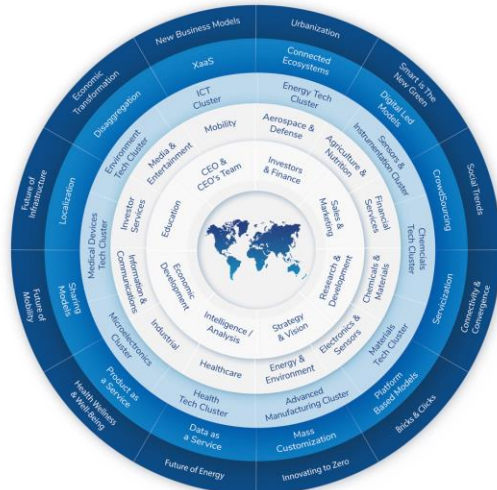 New Business Models
Urbanization
Smart is The
New Green
Social Trends
Connectivity &
Convergence
Bricks & Clicks
Innovating to Zero
Future of Energy
Health Wellness
& Well-Being
Future of
Mobility
Future of
Infrastructure
Economic
Transformation
XaaS
Connected
Ecosystems
Digital Led
Models
CrowdSourcing
Servicization
Platform
Based Models
Mass
Customization
Data as
a Service
Product as
a Service
Sharing
Models
Localization
Disaggregation
ICT
Cluster
Energy Tech
Cluster
Sensors &
Instrumentation Cluster
Chemcials
Tech Cluster
Materials
Tech Cluster
Advanced
Manufacturing Cluster
Health
Tech Cluster
Microelectronics
Cluster
Medical Devices
Tech Cluster
Environment
Tech Cluster
Mobility
Aerospace &
Defense
Agriculture &
Nutrition
Financial
Services
Chemicals &
Materials
Electronics &
Sensors
Energy &
Environment
Healthcare
Industrial
Information &
Communications
Investor
Services
Media &
Entertainment
CEO &
CEO's Team
Investors
& Finance
Sales &
Marketing
Research &
Development
Strategy
& Vision
Intelligence /
Analysis
Economic
Development
Education